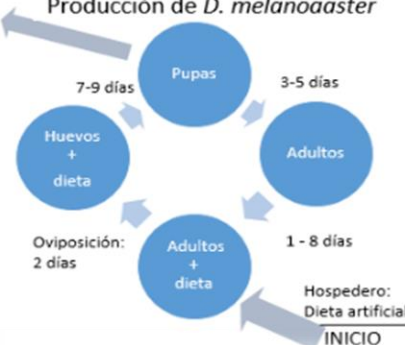 Producción de D. melanogaster
Pupas
7-9 días
3-5 días
Huevos
+
dieta
Adultos
Oviposición:
2 días
Adultos
+
dieta
1 - 8 días
Hospedero:
Dieta artificial
INICIO